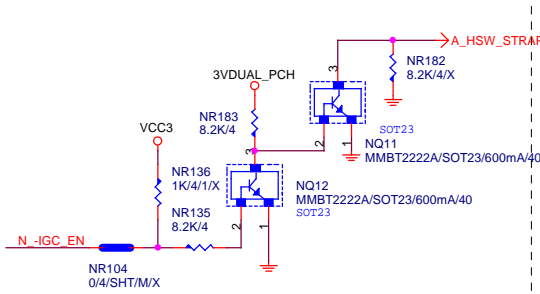 A_HSW_STRAP
3
NR182
8.2K/4/X
3VDUAL_PCH
NR183
8.2K/4
SOT23
VCC3
2
1
NQ11
MMBT2222A/SOT23/600mA/40
3
NR136
1K/4/1/X
NQ12
MMBT2222A/SOT23/600mA/40
SOT23
NR135
8.2K/4
2
1
N_-IGC_EN
NR104
0/4/SHT/M/X